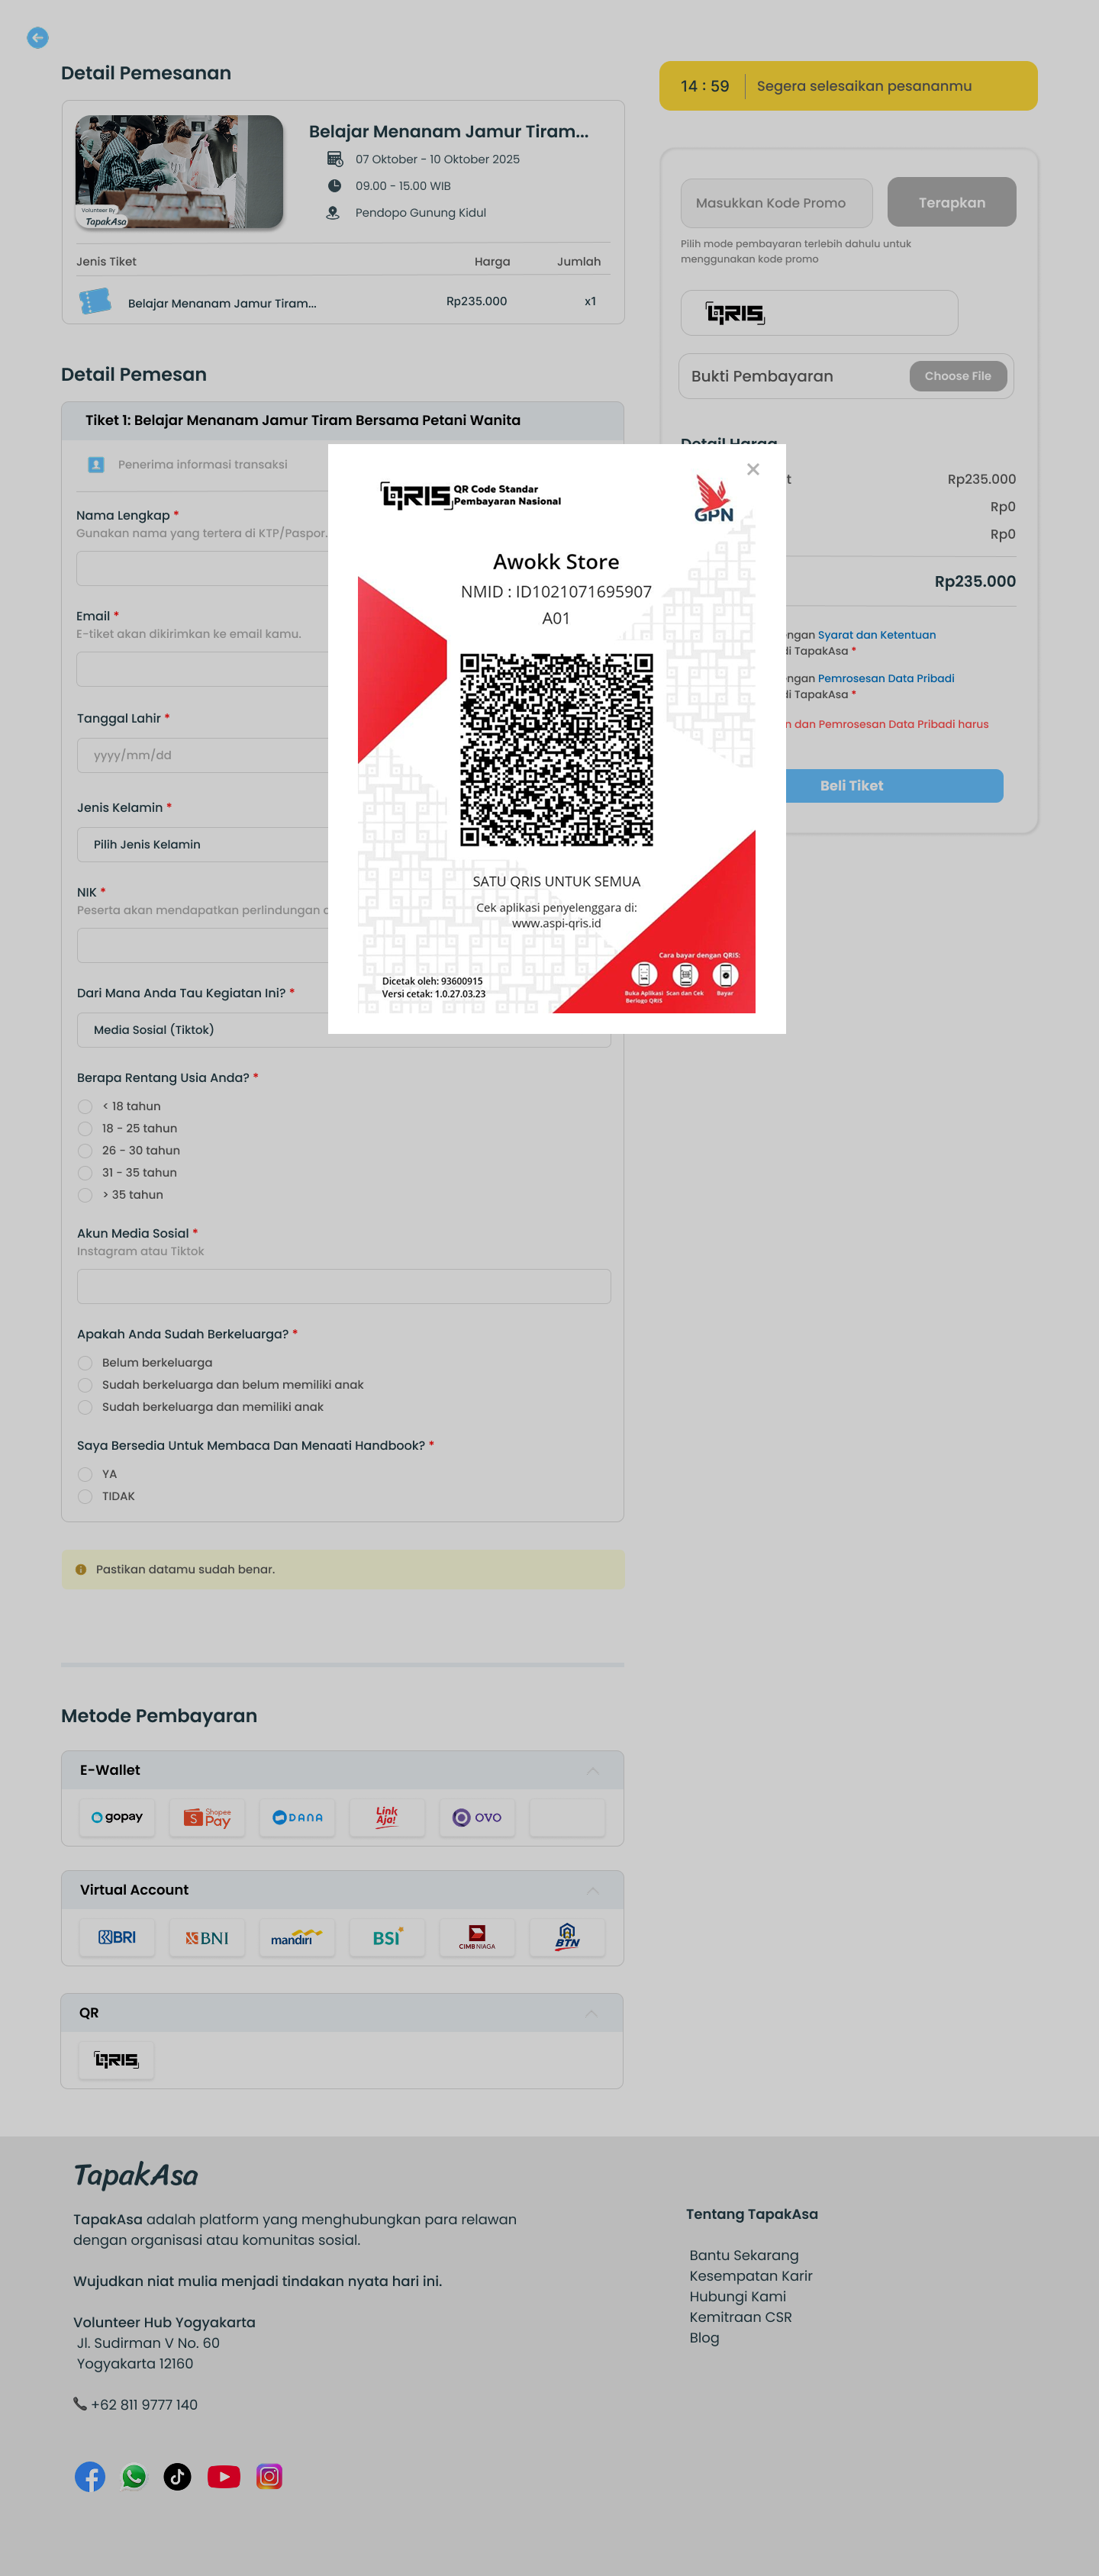 Detail Pemesanan
14 : 59
Segera selesaikan pesananmu
Belajar Menanam Jamur Tiram...
07 Oktober - 10 Oktober 2025
09.00 - 15.00 WIB
Pendopo Gunung Kidul
Volunteer By
TapakAsa
Jenis Tiket Harga Jumlah
Belajar Menanam Jamur Tiram... Rp235.000 x1
Masukkan Kode Promo
Terapkan
Pilih mode pembayaran terlebih dahulu untuk
menggunakan kode promo
QRIS
Bukti Pembayaran
Choose File
Detail Harga
t Rp235.000
Rp0
Rp0
Rp235.000
engan Syarat dan Ketentuan
di TapakAsa *
engan Pemrosesan Data Pribadi
di TapakAsa *
n dan Pemrosesan Data Pribadi harus
Beli Tiket
Detail Pemesan
Tiket 1: Belajar Menanam Jamur Tiram Bersama Petani Wanita
Penerima informasi transaksi
Nama Lengkap *
Gunakan nama yang tertera di KTP/Paspor.
Email *
E-tiket akan dikirimkan ke email kamu.
Tanggal Lahir *
yyyy/mm/dd
Jenis Kelamin *
Pilih Jenis Kelamin
NIK *
Peserta akan mendapatkan perlindungan
Dari Mana Anda Tau Kegiatan Ini? *
Media Sosial (Tiktok)
QRIS
QR Code Standar
Pembayaran Nasional
GPN
Awokk Store
NMID : ID1021071695907
A01
SATU QRIS UNTUK SEMUA
Cek aplikasi penyelenggara di:
www.aspi-qris.id
Cara bayar dengan QRIS:
Buka Aplikasi
Berlogo QRIS
Scan dan Cek
Bayar
Dicetak oleh: 93600915
Versi cetak: 1.0.27.03.23
Berapa Rentang Usia Anda? *
< 18 tahun
18 - 25 tahun
26 - 30 tahun
31 - 35 tahun
> 35 tahun
Akun Media Sosial *
Instagram atau Tiktok
Apakah Anda Sudah Berkeluarga? *
Belum berkeluarga
Sudah berkeluarga dan belum memiliki anak
Sudah berkeluarga dan memiliki anak
Saya Bersedia Untuk Membaca Dan Menaati Handbook? *
YA
TIDAK
Pastikan datamu sudah benar.
Metode Pembayaran
E-Wallet
gopay
Shopee
Pay
DANA
Link
Aja!
OVO
Virtual Account
BRI
BNI
mandiri
BSI
CIMB NIAGA
BTN
QR
QRIS
TapakAsa
TapakAsa adalah platform yang menghubungkan para relawan
dengan organisasi atau komunitas sosial.
Wujudkan niat mulia menjadi tindakan nyata hari ini.
Volunteer Hub Yogyakarta
Jl. Sudirman V No. 60
Yogyakarta 12160
+62 811 9777 140
Tentang TapakAsa
Bantu Sekarang
Kesempatan Karir
Hubungi Kami
Kemitraan CSR
Blog